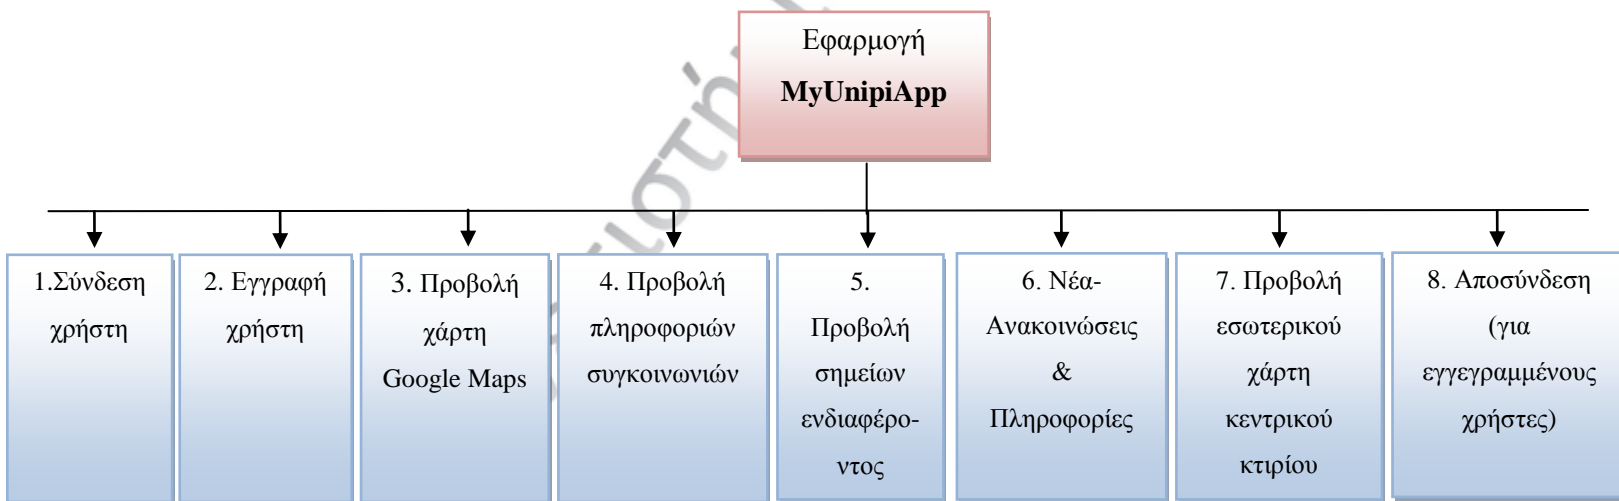 Εφαρμογή
MyUnipiApp
1.Σύνδεση
χρήστη
2. Εγγραφή
χρήστη
3. Προβολή
χάρτη
Google Maps
4. Προβολή
πληροφοριών
συγκοινωνιών
5.
Προβολή
σημείων
ενδιαφέρο-
ντος
6. Νέα-
Ανακοινώσεις
&
Πληροφορίες
7. Προβολή
εσωτερικού
χάρτη
κεντρικού
κτιρίου
8. Αποσύνδεση
(για
εγγεγραμμένους
χρήστες)